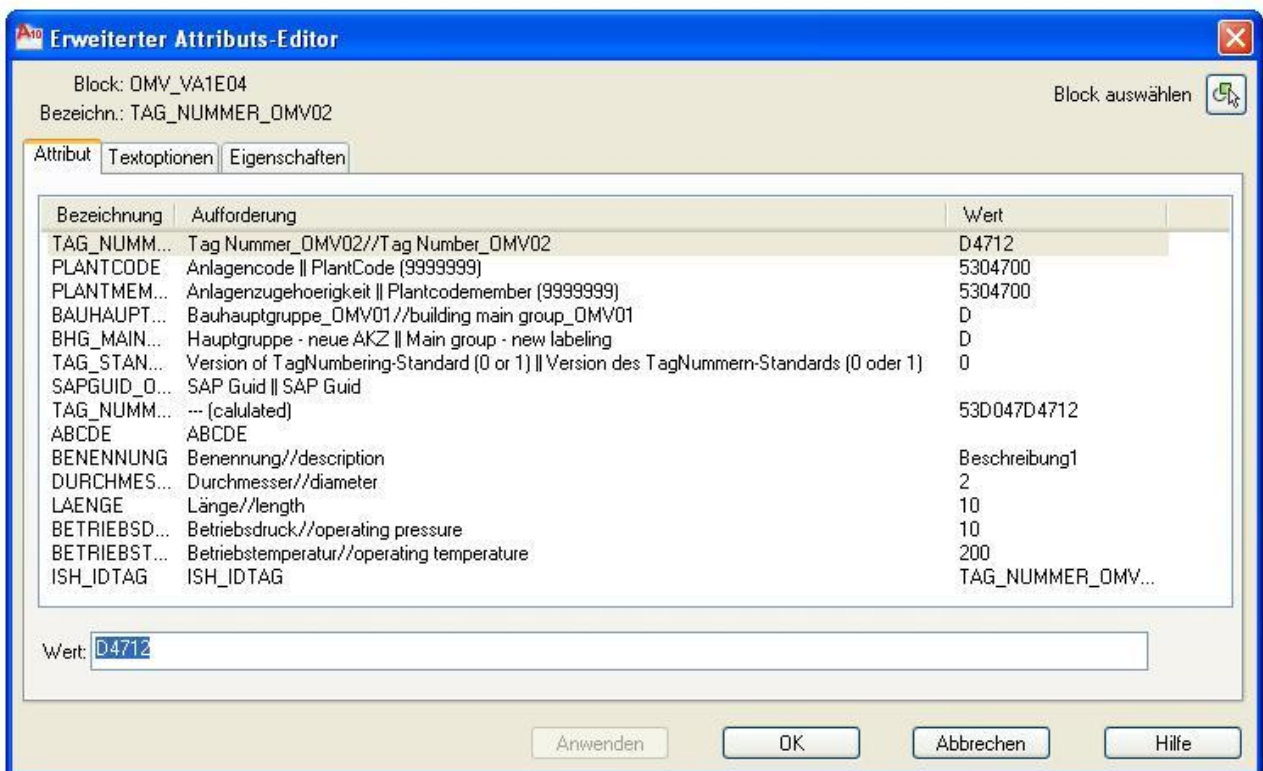 A10 Erweiterter Attributs-Editor
Block: OMV_VA1E04
Block auswählen
Bezeichn.: TAG_NUMMER_OMV02
Attribut Textoptionen Eigenschaften
Bezeichnung Aufforderung Wert
TAG_NUMM... Tag Nummer_OMV02//Tag Number_OMV02 D4712
PLANTCODE Anlagencode || PlantCode (9999999) 5304700
PLANTMEM... Anlagenzugehoerigkeit || Plantcodemember (9999999) 5304700
BAUHAUPT... Bauhauptgruppe_OMV01//building main group_OMV01 D
BHG_MAIN... Hauptgruppe - neue AKZ || Main group - new labeling D
TAG_STAN... Version of TagNumbering-Standard (0 or 1) || Version des TagNummern-Standards (0 oder 1) 0
SAPGUID_O... SAP Guid || SAP Guid
TAG_NUMM... --- (calulated) 53D047D4712
ABCDE ABCDE
BENENNUNG Benennung//description Beschreibung1
DURCHMES... Durchmesser//diameter 2
LAENGE Länge//length 10
BETRIEBSD... Betriebsdruck//operating pressure 10
BETRIEBST... Betriebstemperatur//operating temperature 200
ISH_IDTAG ISH_IDTAG TAG_NUMMER_OMV...
Wert: D4712
Anwenden OK Abbrechen Hilfe